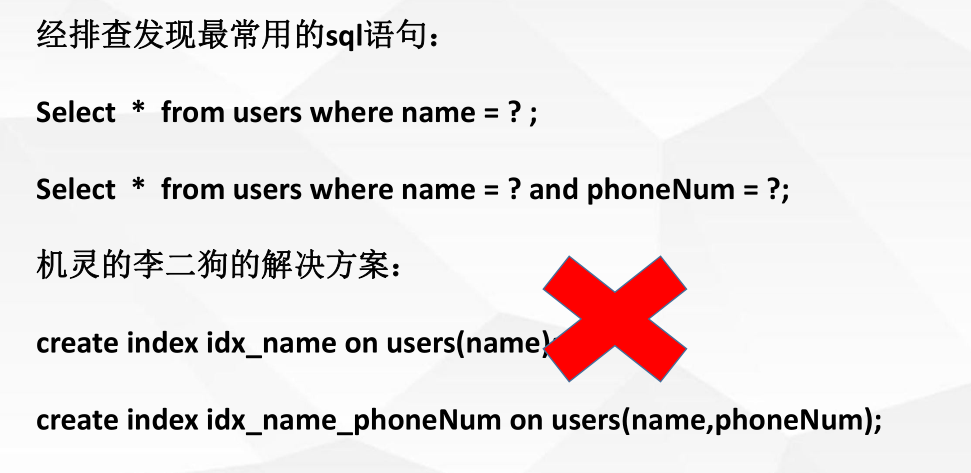 经排查发现最常用的sql语句：
Select * from users where name = ? ;
Select * from users where name = ? and phoneNum = ?;
机灵的李二狗的解决方案：
create index idx_name on users(name);
create index idx_name_phoneNum on users(name,phoneNum);